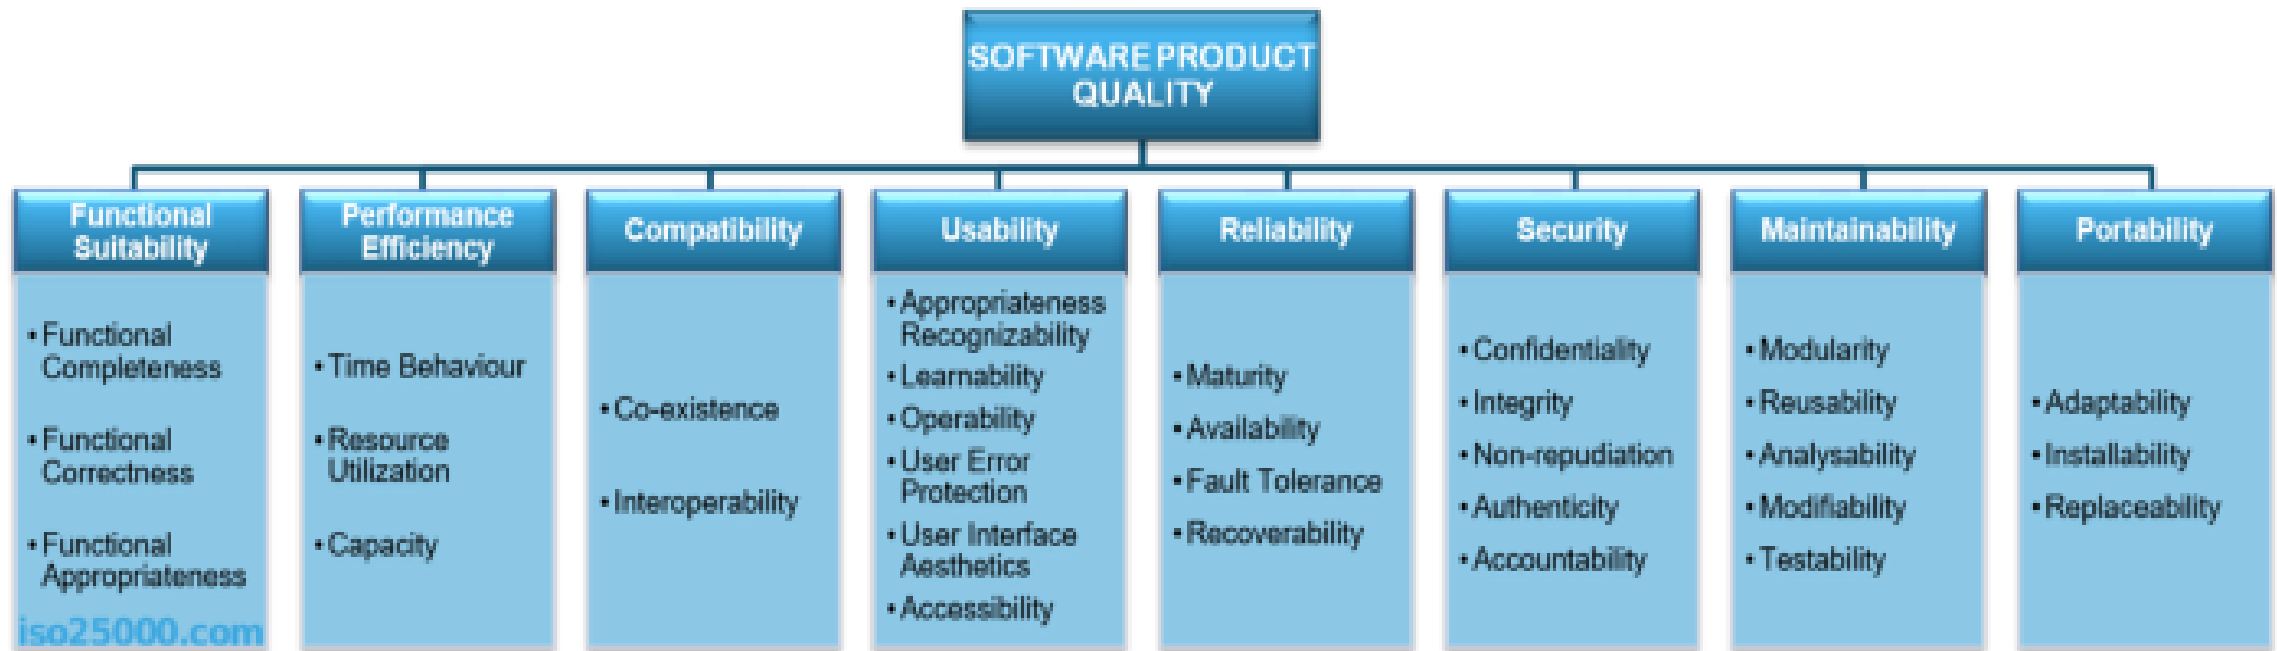 SOFTWARE PRODUCT
QUALITY
Functional
Suitability
• Functional
Completeness
• Functional
Correctness
• Functional
Appropriateness
iso25000.com
Performance
Efficiency
• Time Behaviour
• Resource
Utilization
• Capacity
Compatibility
• Co-existence
• Interoperability
Usability
• Appropriateness
Recognizability
• Learnability
• Operability
• User Error
Protection
• User Interface
Aesthetics
• Accessibility
Reliability
• Maturity
• Availability
• Fault Tolerance
• Recoverability
Security
• Confidentiality
• Integrity
• Non-repudiation
• Authenticity
• Accountability
Maintainability
• Modularity
• Reusability
• Analysability
• Modifiability
• Testability
Portability
• Adaptability
• Installability
• Replaceability